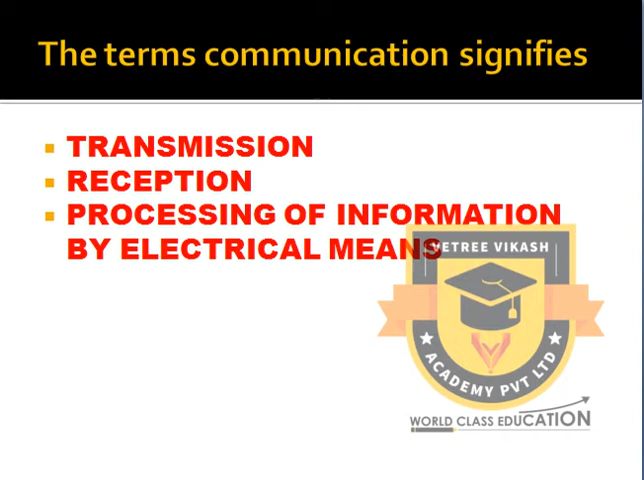 The terms communication signifies
TRANSMISSION
RECEPTION
PROCESSING OF INFORMATION
BY ELECTRICAL MEANS
VETREE VIKASH
ACADEMY PVT LTD
WORLD CLASS EDUCATION